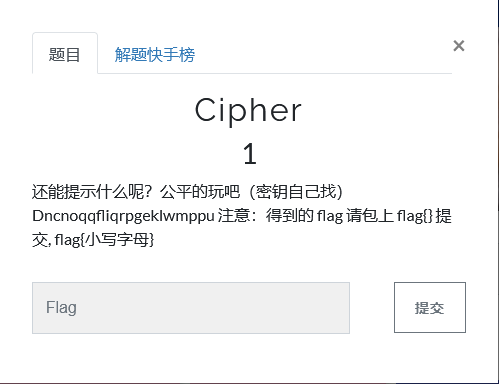 题目 解题快手榜 ×
Cipher
1
还能提示什么呢？公平的玩吧（密钥自己找）
Dncnoqqfliqrpgeklwmppu 注意：得到的 flag 请包上 flag{} 提
交, flag{小写字母}
Flag 提交